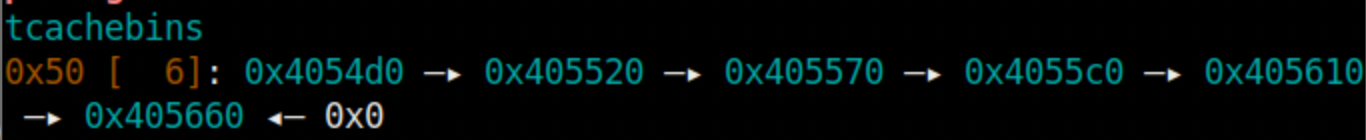 tcachebins
0x50 [  6]: 0x4054d0 —▸ 0x405520 —▸ 0x405570 —▸ 0x4055c0 —▸ 0x405610
 —▸ 0x405660 ◂— 0x0